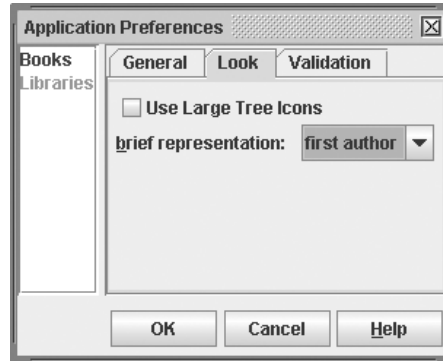 Application Preferences
Books
Libraries
General Look Validation
Use Large Tree Icons
brief representation: first author
OK Cancel Help